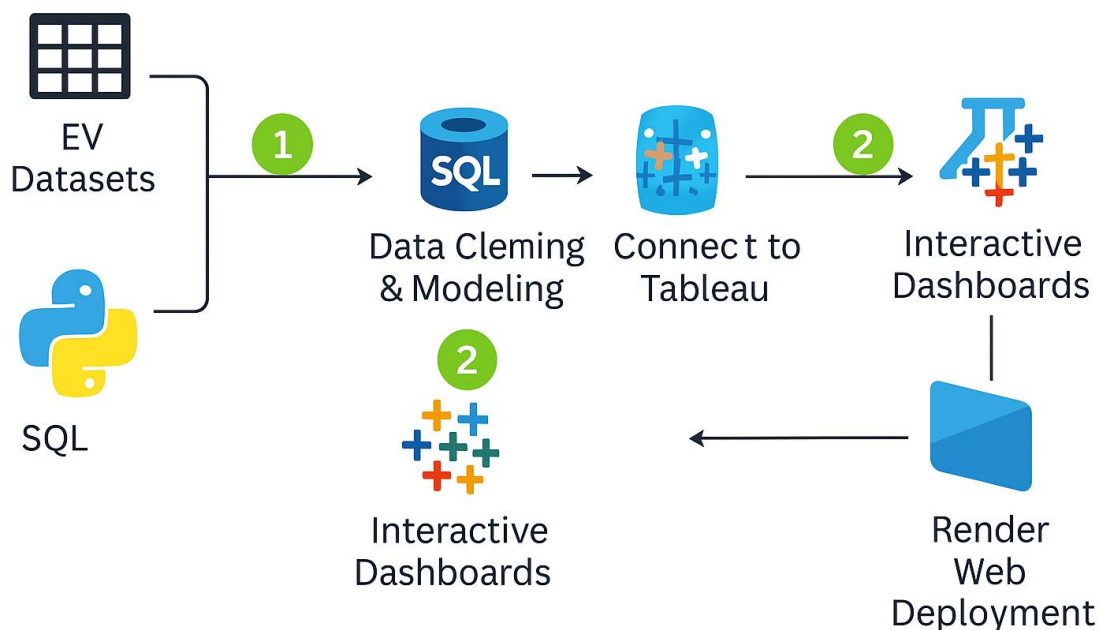 EV
Datasets
1
SQL
2
Data Cleming
& Modeling
Connect to
Tableau
Interactive
Dashboards
SQL
2
Interactive
Dashboards
Render
Web
Deployment